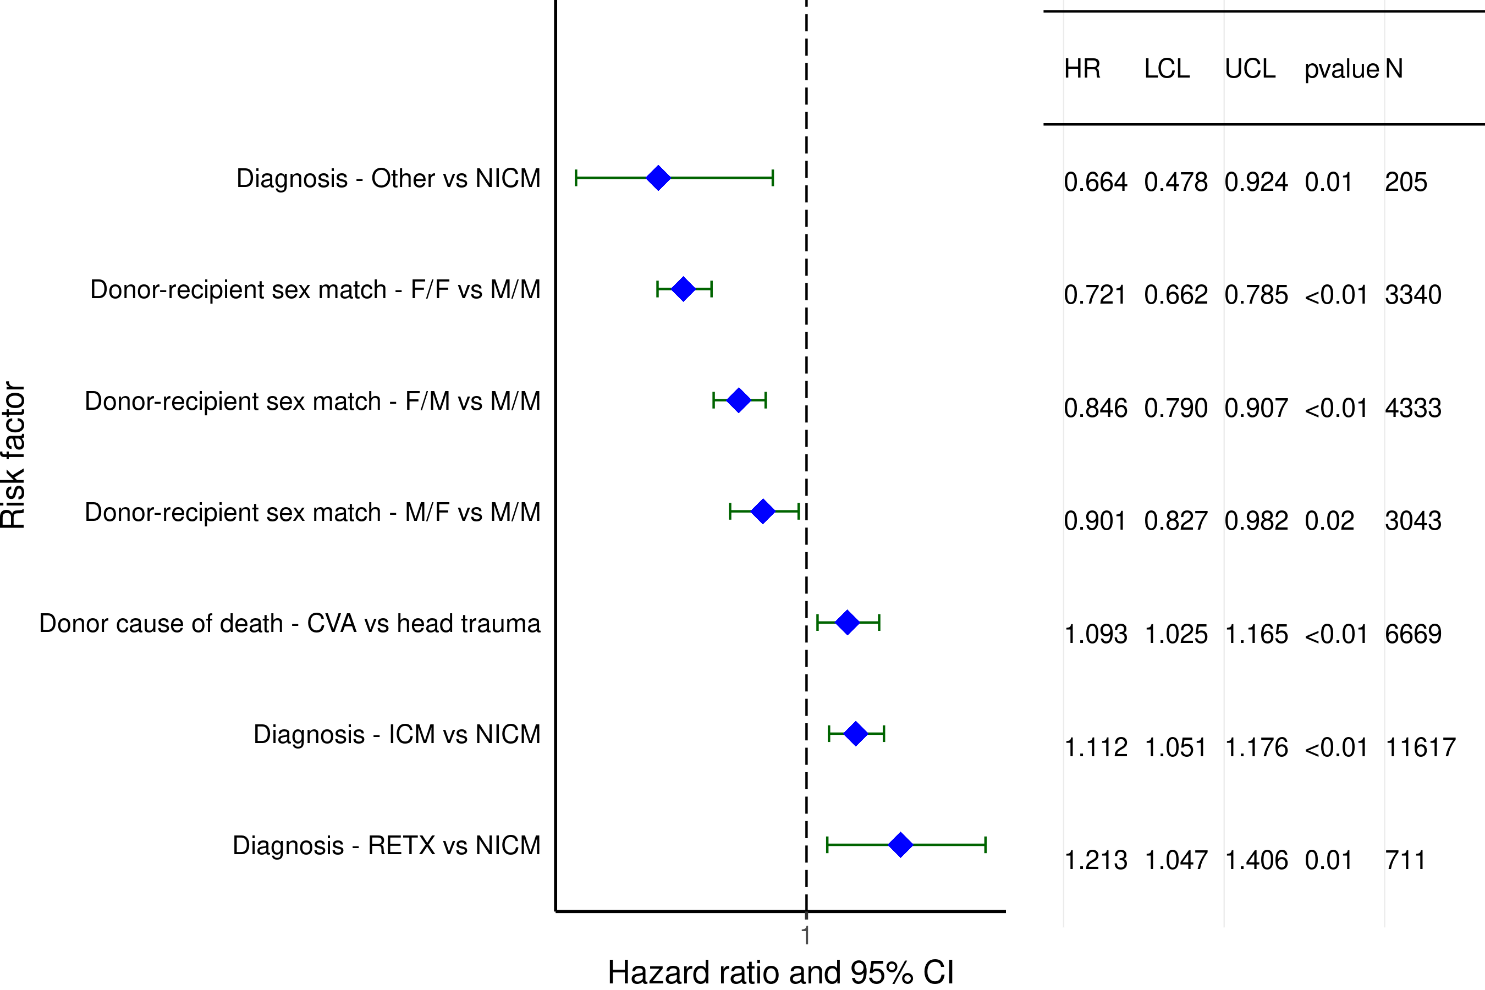 HR LCL UCL pvalue N
Diagnosis - Other vs NICM 0.664 0.478 0.924 0.01 205
Donor-recipient sex match - F/F vs M/M 0.721 0.662 0.785 <0.01 3340
Donor-recipient sex match - F/M vs M/M 0.846 0.790 0.907 <0.01 4333
Donor-recipient sex match - M/F vs M/M 0.901 0.827 0.982 0.02 3043
Donor cause of death - CVA vs head trauma 1.093 1.025 1.165 <0.01 6669
Diagnosis - ICM vs NICM 1.112 1.051 1.176 <0.01 11617
Diagnosis - RETX vs NICM 1.213 1.047 1.406 0.01 711
Risk factor
1
Hazard ratio and 95% CI